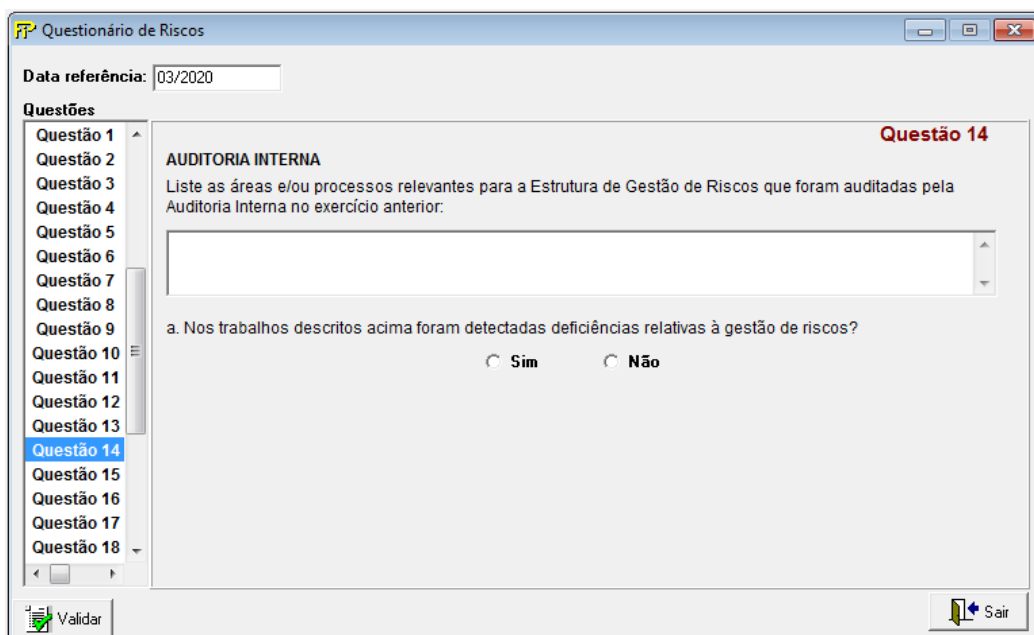 FIP Questionário de Riscos
Data referência: 03/2020
Questões
Questão 1
Questão 2
Questão 3
Questão 4
Questão 5
Questão 6
Questão 7
Questão 8
Questão 9
Questão 10
Questão 11
Questão 12
Questão 13
Questão 14
Questão 15
Questão 16
Questão 17
Questão 18
Questão 14
AUDITORIA INTERNA
Liste as áreas e/ou processos relevantes para a Estrutura de Gestão de Riscos que foram auditadas pela
Auditoria Interna no exercício anterior:
a. Nos trabalhos descritos acima foram detectadas deficiências relativas à gestão de riscos?
Sim Não
Validar
Sair